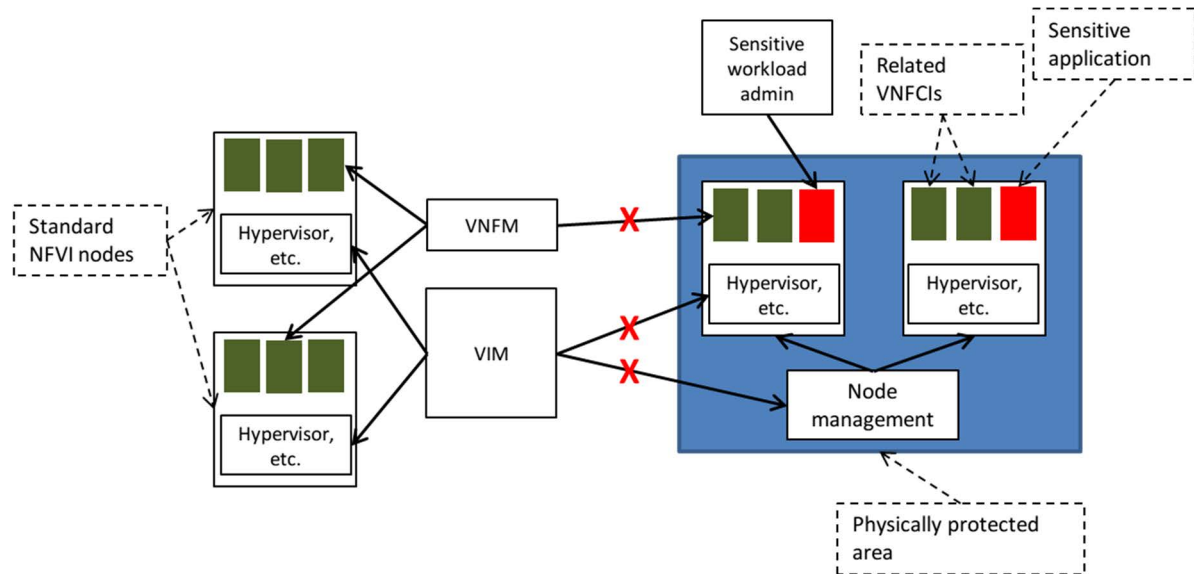 Sensitive
application
Sensitive
workload
admin
Related
VNFCIs
Standard
NFVI nodes
Hypervisor,
etc.
VNFM
X
Hypervisor,
etc.
Hypervisor,
etc.
X
VIM
X
Hypervisor,
etc.
Node
management
Physically protected
area